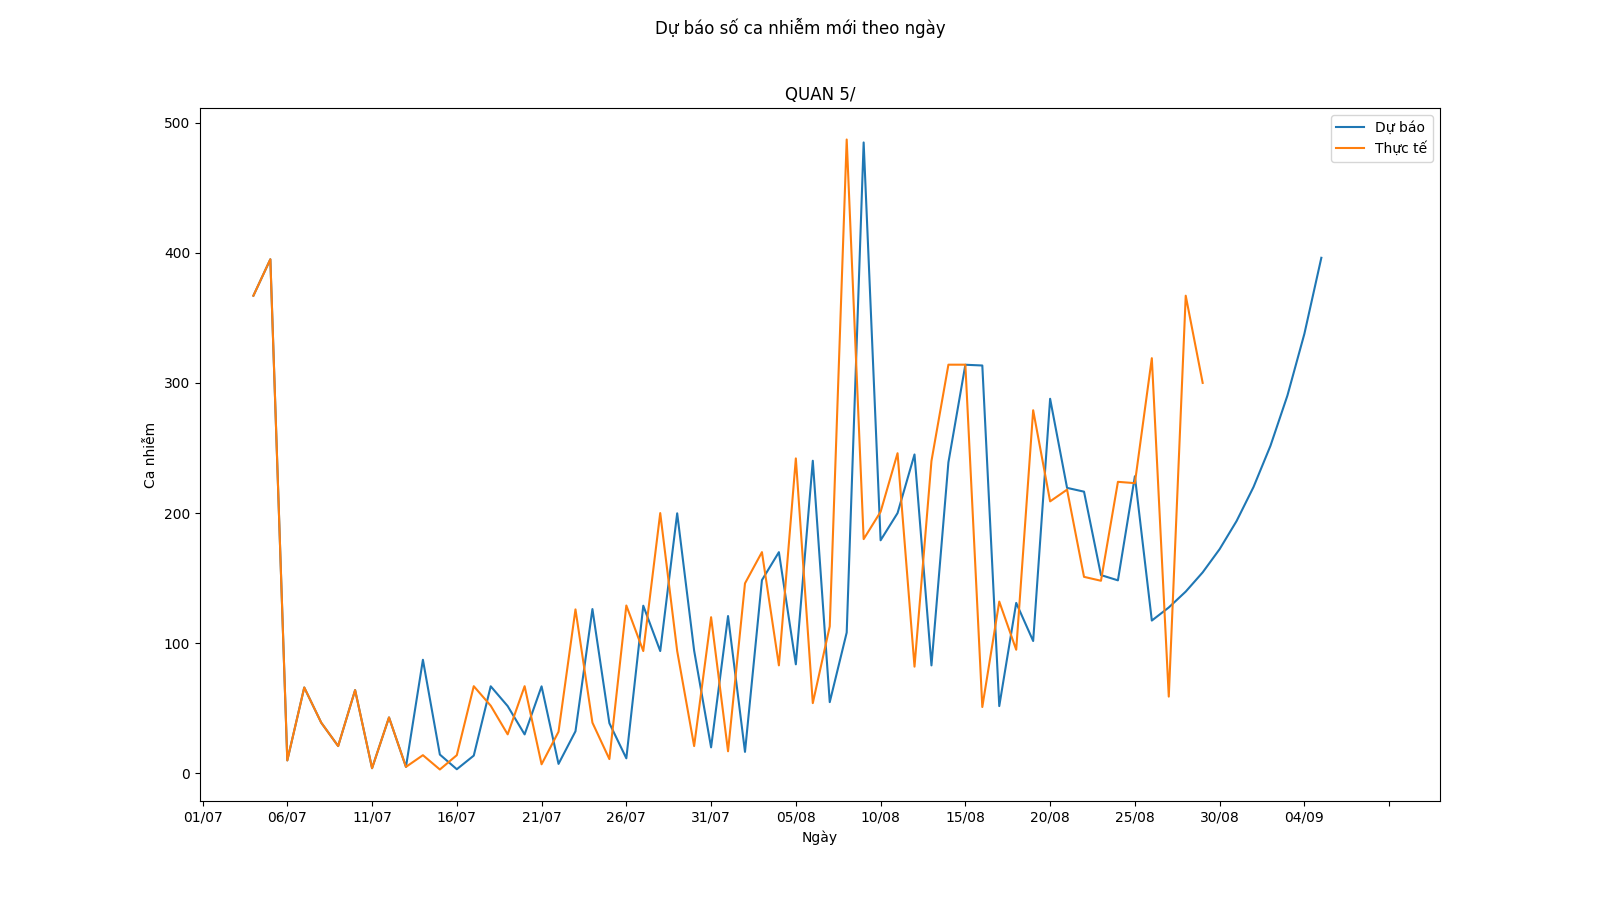 Dự báo số ca nhiễm mới theo ngày
QUAN 5/
Dự báo
Thực tế
500
400
300
200
100
0
Ca nhiễm
01/07 06/07 11/07 16/07 21/07 26/07 31/07 05/08 10/08 15/08 20/08 25/08 30/08 04/09
Ngày